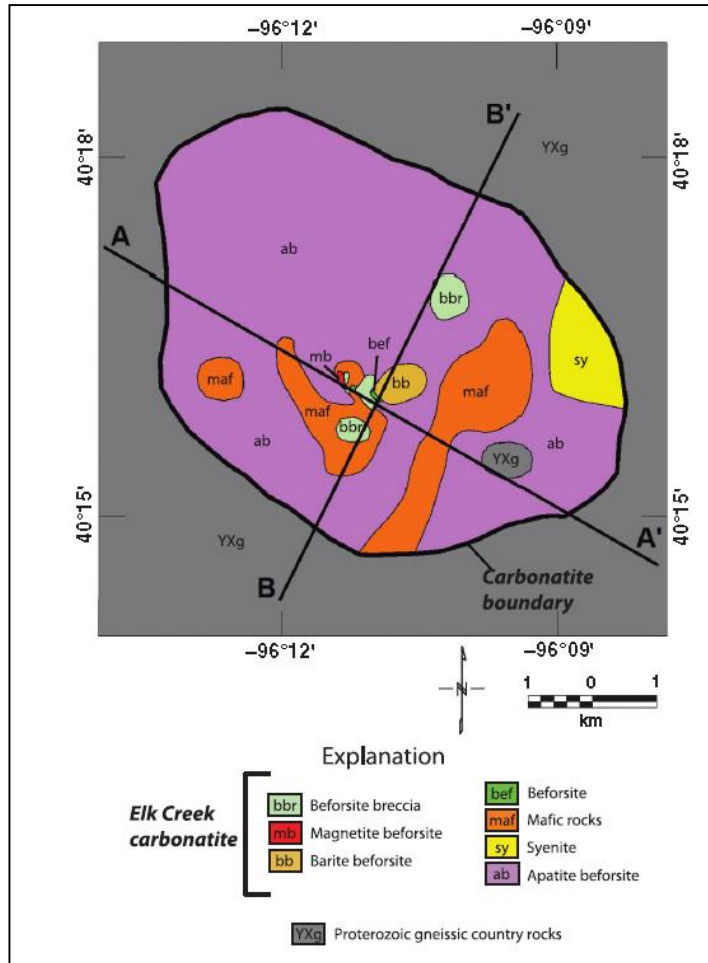 −96°12' −96°09'
B'
40°18' YXg 40°18'
A
ab
bbr
mb bef
maf bb sy
maf maf
bbr
ab YXg ab
40°15' 40°15'
YXg A'
B Carbonatite
boundary
−96°12' −96°09'
N
1 0 1
km
Explanation
Elk Creek
carbonatite
bbr Beforsite breccia
mb Magnetite beforsite
bb Barite beforsite
bef Beforsite
maf Mafic rocks
sy Syenite
ab Apatite beforsite
YXg Proterozoic gneissic country rocks